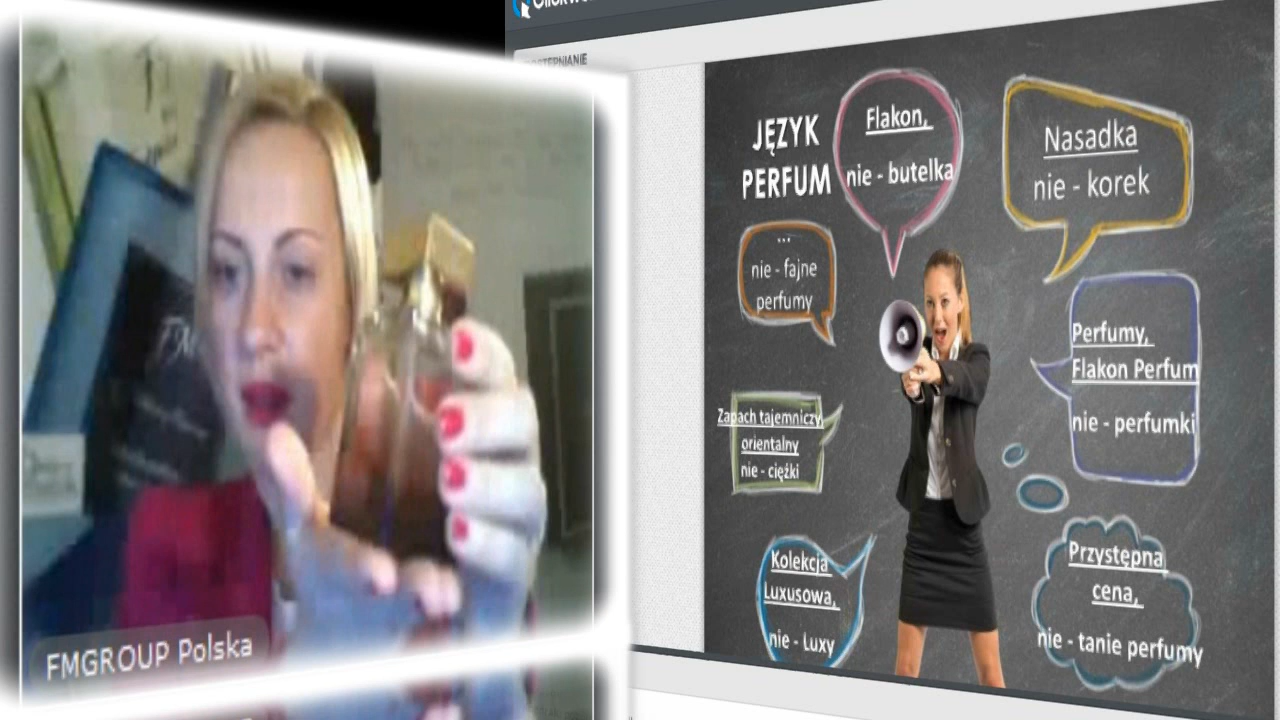 JĘZYK
PERFUM
Flakon,
nie - butelka
Nasadka
nie - korek
...
nie - fajne
perfumy
Perfumy,
Flakon Perfum
nie - perfumki
Zapach tajemniczy,
orientalny
nie - ciężki
Kolekcja
Luxusowa,
nie - Luxy
Przystępna
cena,
nie - tanie perfumy
FM
FMGROUP Polska